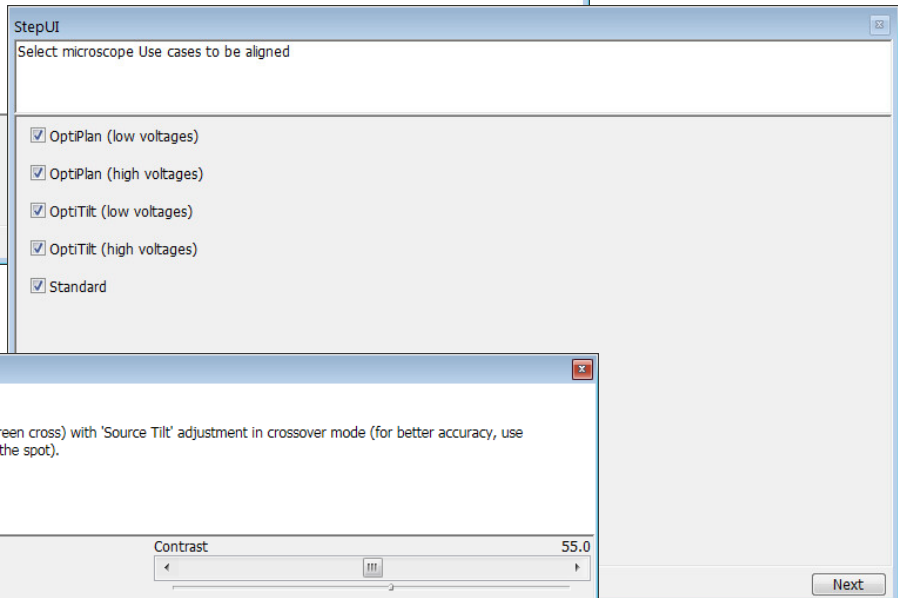 StepUI
Select microscope Use cases to be aligned
OptiPlan (low voltages)
OptiPlan (high voltages)
OptiTilt (low voltages)
OptiTilt (high voltages)
Standard
reen cross) with 'Source Tilt' adjustment in crossover mode (for better accuracy, use
the spot).
Contrast 55.0
Next